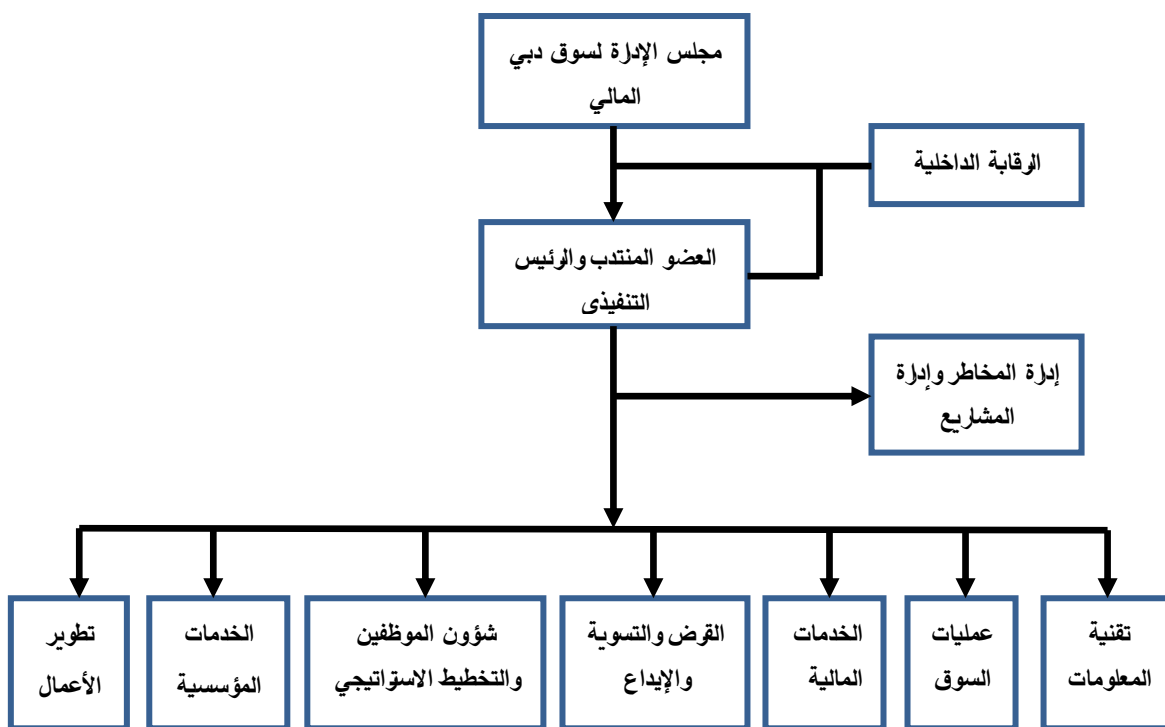 مجلس الإدارة لسوق دبي
المالي
الرقابة الداخلية
العضو المنتدب والرئيس
التنفيذى
إدارة المخاطر وإدارة
المشاريع
تقنية
المعلومات
عمليات
السوق
الخدمات
المالية
القرض والتسوية
والإيداع
شؤون الموظفين
والتخطيط الاستراتيجي
الخدمات
المؤسسية
تطوير
الأعمال